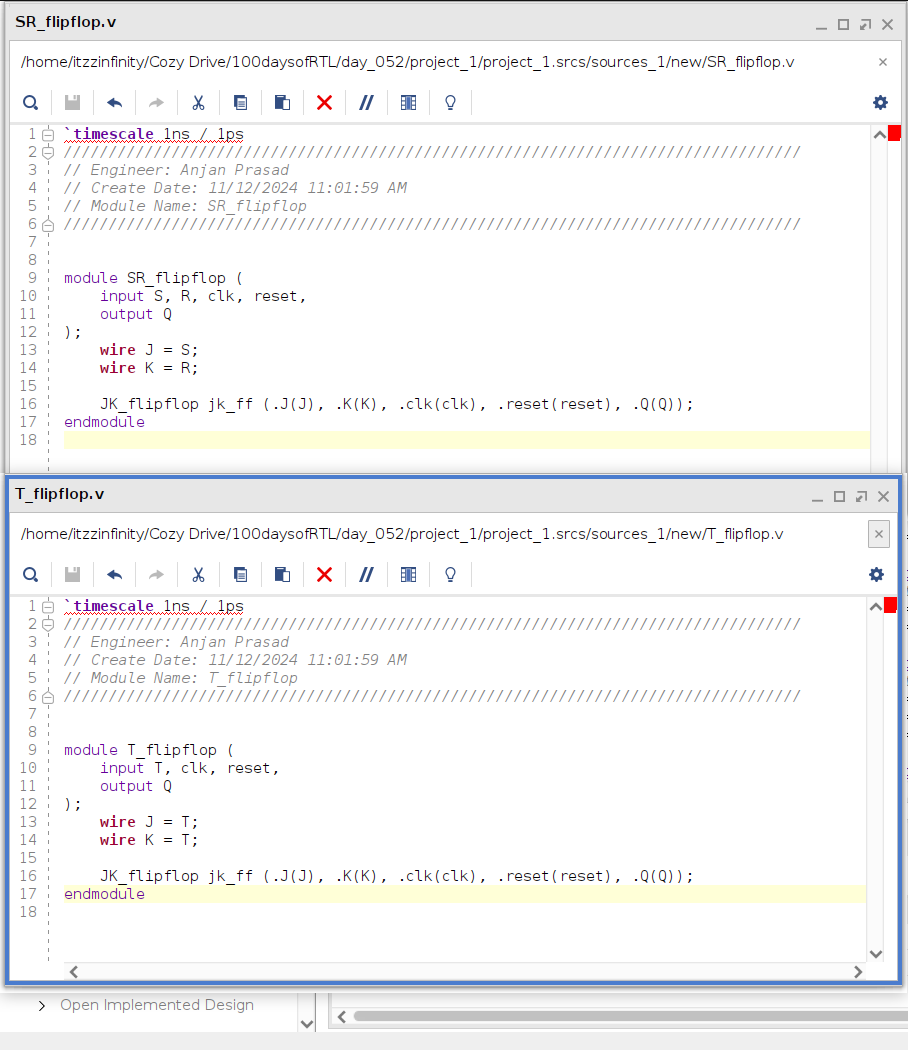 SR_flipflop.v
/home/itzzinfinity/Cozy Drive/100daysofRTL/day_052/project_1/project_1.srcs/sources_1/new/SR_flipflop.v
1 `timescale 1ns / 1ps
2 //////////////////////////////////////////////////////////////////////////////////
3 // Engineer: Anjan Prasad
4 // Create Date: 11/12/2024 11:01:59 AM
5 // Module Name: SR_flipflop
6 //////////////////////////////////////////////////////////////////////////////////
7
8
9 module SR_flipflop (
10     input S, R, clk, reset,
11     output Q
12 );
13     wire J = S;
14     wire K = R;
15
16     JK_flipflop jk_ff (.J(J), .K(K), .clk(clk), .reset(reset), .Q(Q));
17 endmodule
18
T_flipflop.v
/home/itzzinfinity/Cozy Drive/100daysofRTL/day_052/project_1/project_1.srcs/sources_1/new/T_flipflop.v
1 `timescale 1ns / 1ps
2 //////////////////////////////////////////////////////////////////////////////////
3 // Engineer: Anjan Prasad
4 // Create Date: 11/12/2024 11:01:59 AM
5 // Module Name: T_flipflop
6 //////////////////////////////////////////////////////////////////////////////////
7
8
9 module T_flipflop (
10     input T, clk, reset,
11     output Q
12 );
13     wire J = T;
14     wire K = T;
15
16     JK_flipflop jk_ff (.J(J), .K(K), .clk(clk), .reset(reset), .Q(Q));
17 endmodule
18
Open Implemented Design